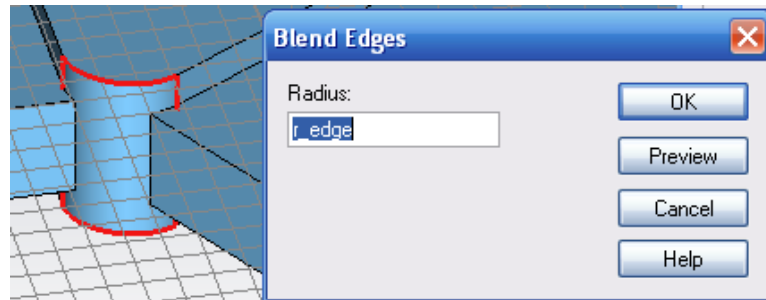 Blend Edges
Radius:
r_edge
OK
Preview
Cancel
Help